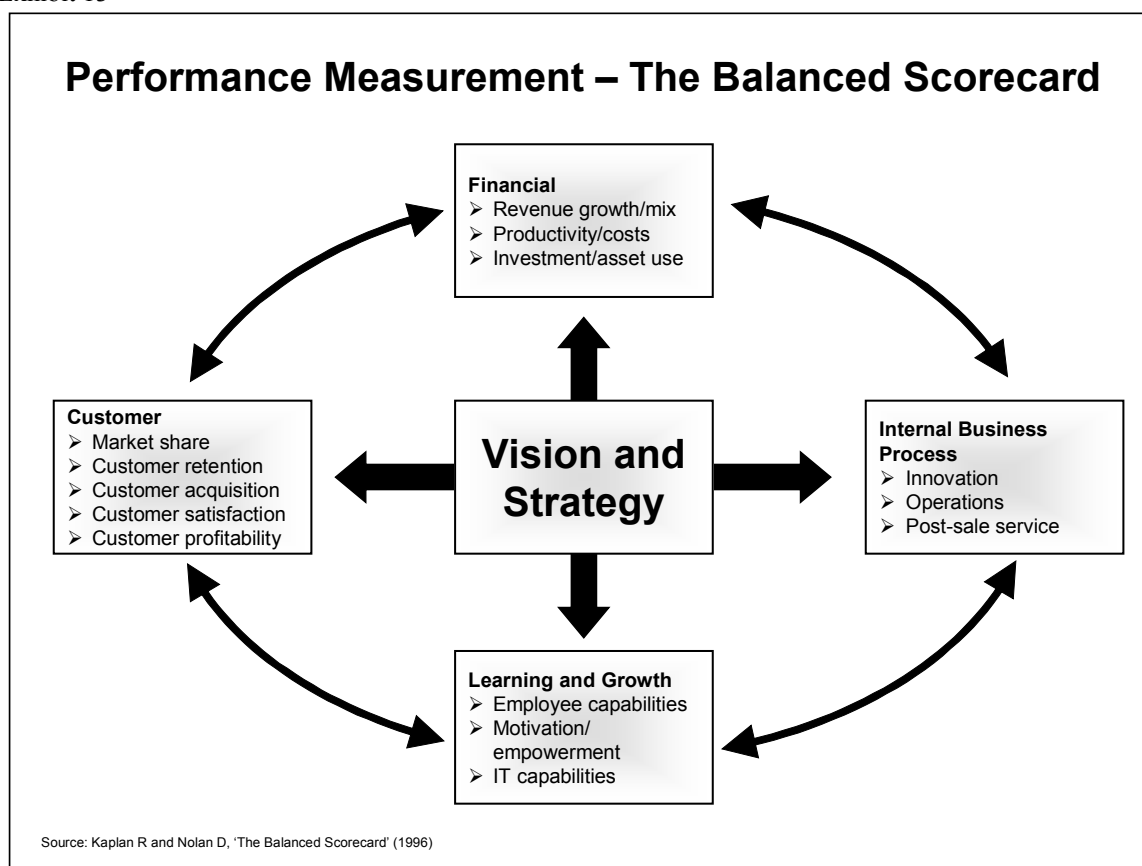 Performance Measurement – The Balanced Scorecard
Financial
➢ Revenue growth/mix
➢ Productivity/costs
➢ Investment/asset use
Customer
➢ Market share
➢ Customer retention
➢ Customer acquisition
➢ Customer satisfaction
➢ Customer profitability
Vision and
Strategy
Internal Business
Process
➢ Innovation
➢ Operations
➢ Post-sale service
Learning and Growth
➢ Employee capabilities
➢ Motivation/
empowerment
➢ IT capabilities
Source: Kaplan R and Nolan D, ‘The Balanced Scorecard’ (1996)